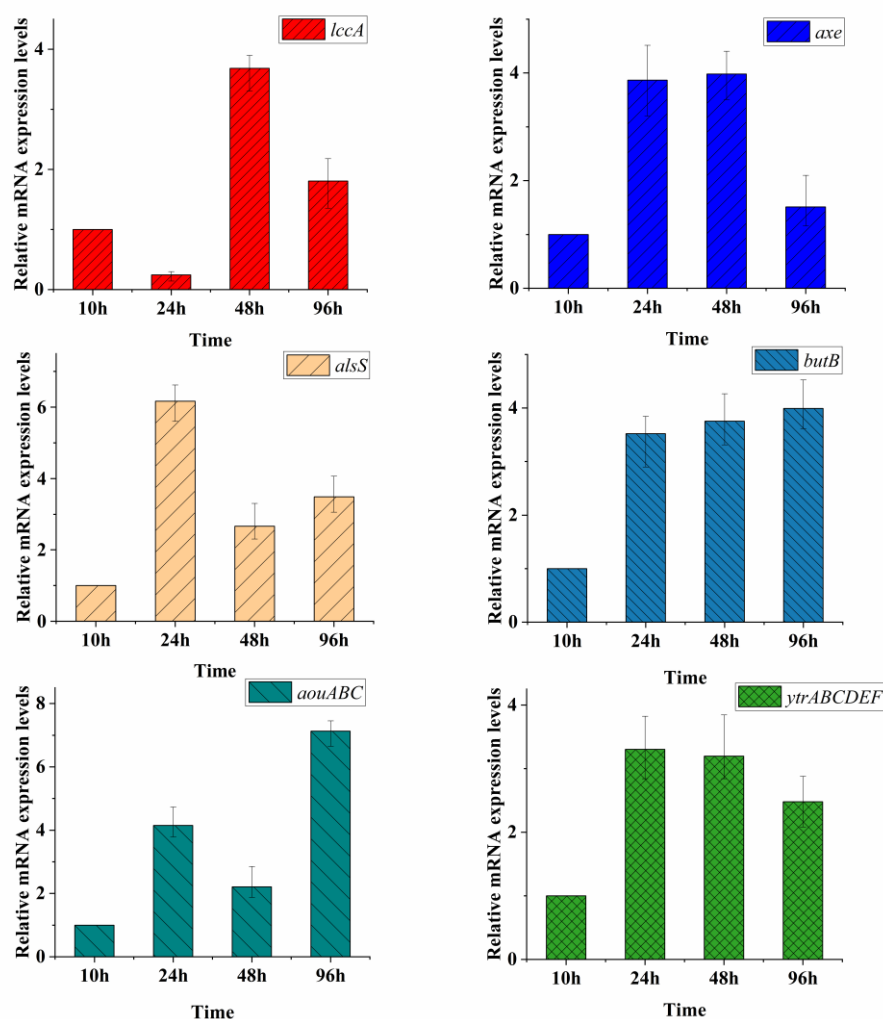 lccA
Relative mRNA expression levels
4
2
0
10h 24h 48h 96h
Time
axe
Relative mRNA expression levels
4
2
0
10h 24h 48h 96h
Time
alsS
Relative mRNA expression levels
6
4
2
0
10h 24h 48h 96h
Time
butB
Relative mRNA expression levels
4
2
0
10h 24h 48h 96h
Time
aouABC
Relative mRNA expression levels
8
6
4
2
0
10h 24h 48h 96h
Time
ytrABCDEF
Relative mRNA expression levels
4
2
0
10h 24h 48h 96h
Time